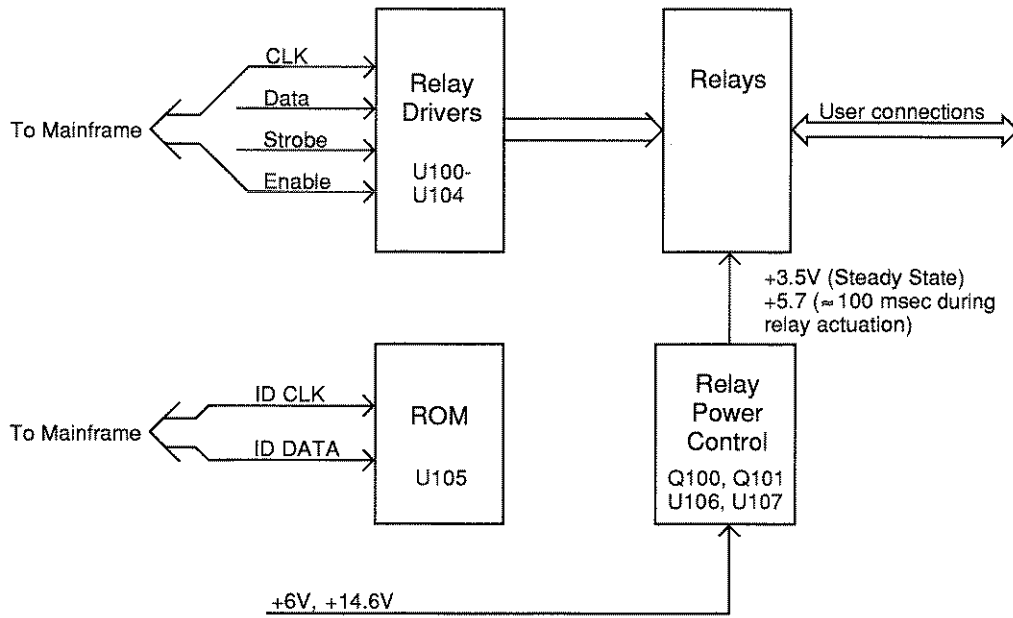 CLK
Data
Strobe
Enable
To Mainframe
Relay
Drivers
U100-
U104
Relays
User connections
+3.5V (Steady State)
+5.7 (≈ 100 msec during
relay actuation)
ID CLK
ID DATA
To Mainframe
ROM
U105
Relay
Power
Control
Q100, Q101
U106, U107
+6V, +14.6V